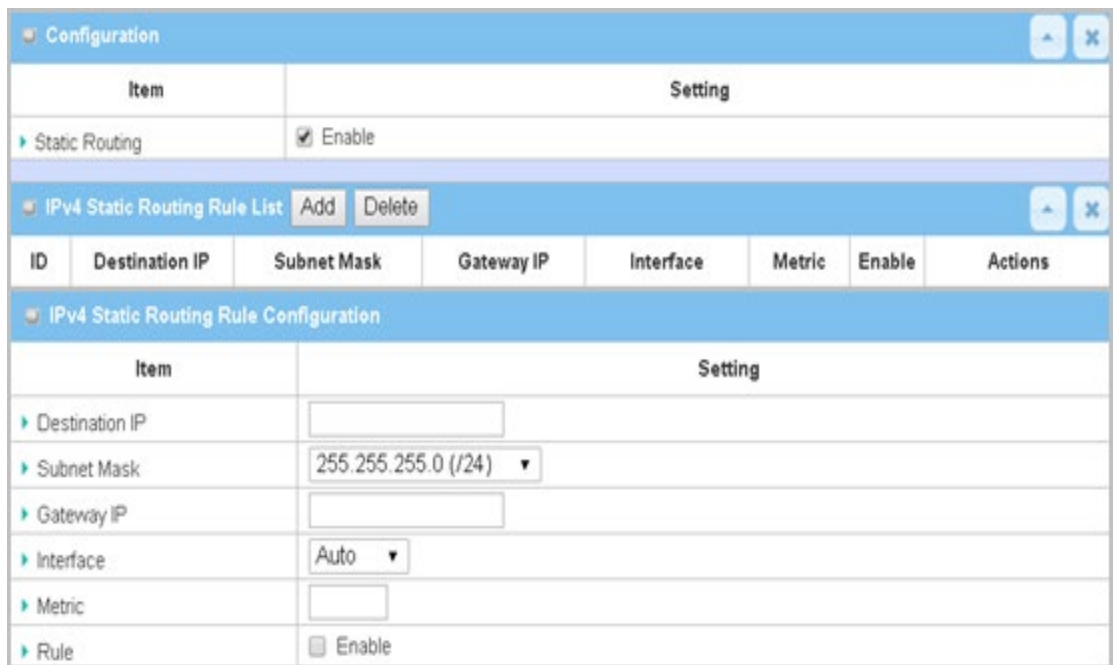 Configuration
Item Setting
Static Routing Enable
IPv4 Static Routing Rule List Add Delete
ID Destination IP Subnet Mask Gateway IP Interface Metric Enable Actions
IPv4 Static Routing Rule Configuration
Item Setting
Destination IP
Subnet Mask 255.255.255.0 (/24)
Gateway IP
Interface Auto
Metric
Rule Enable